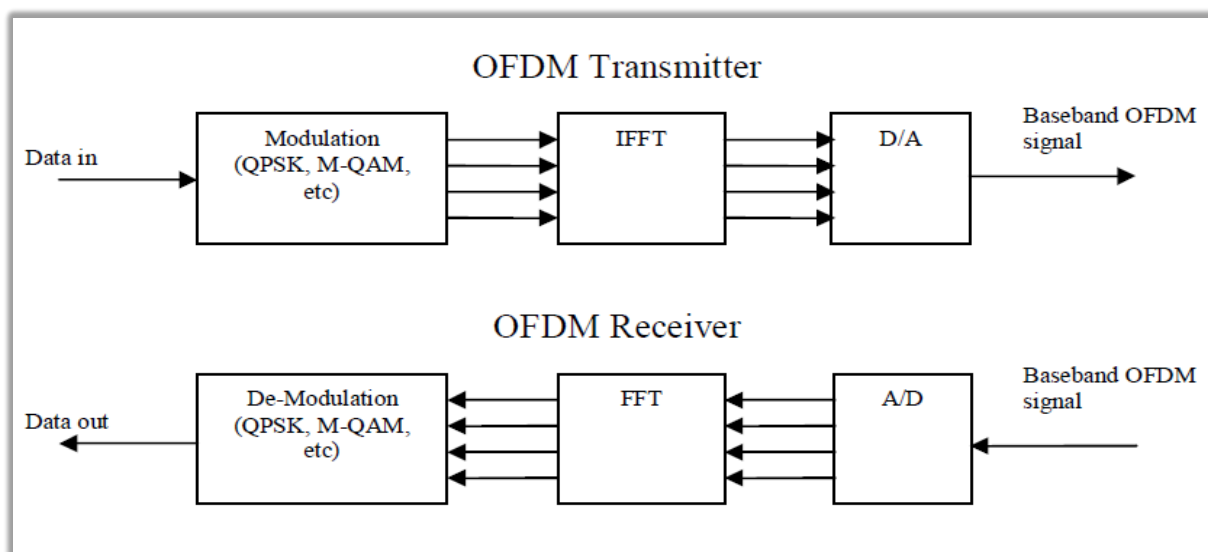 OFDM Transmitter
Data in
Modulation
(QPSK, M-QAM,
etc)
IFFT
D/A
Baseband OFDM
signal
OFDM Receiver
Data out
De-Modulation
(QPSK, M-QAM,
etc)
FFT
A/D
Baseband OFDM
signal